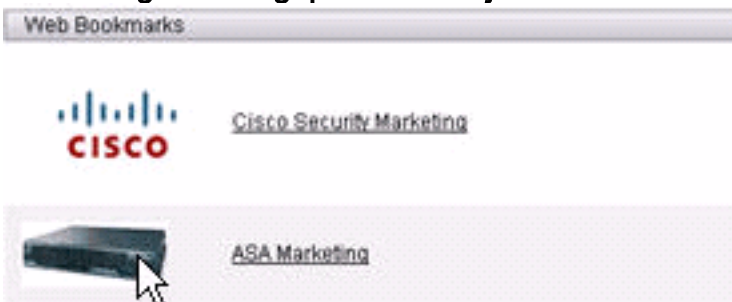 Web Bookmarks
CISCO
Cisco Security Marketing
ASA Marketing